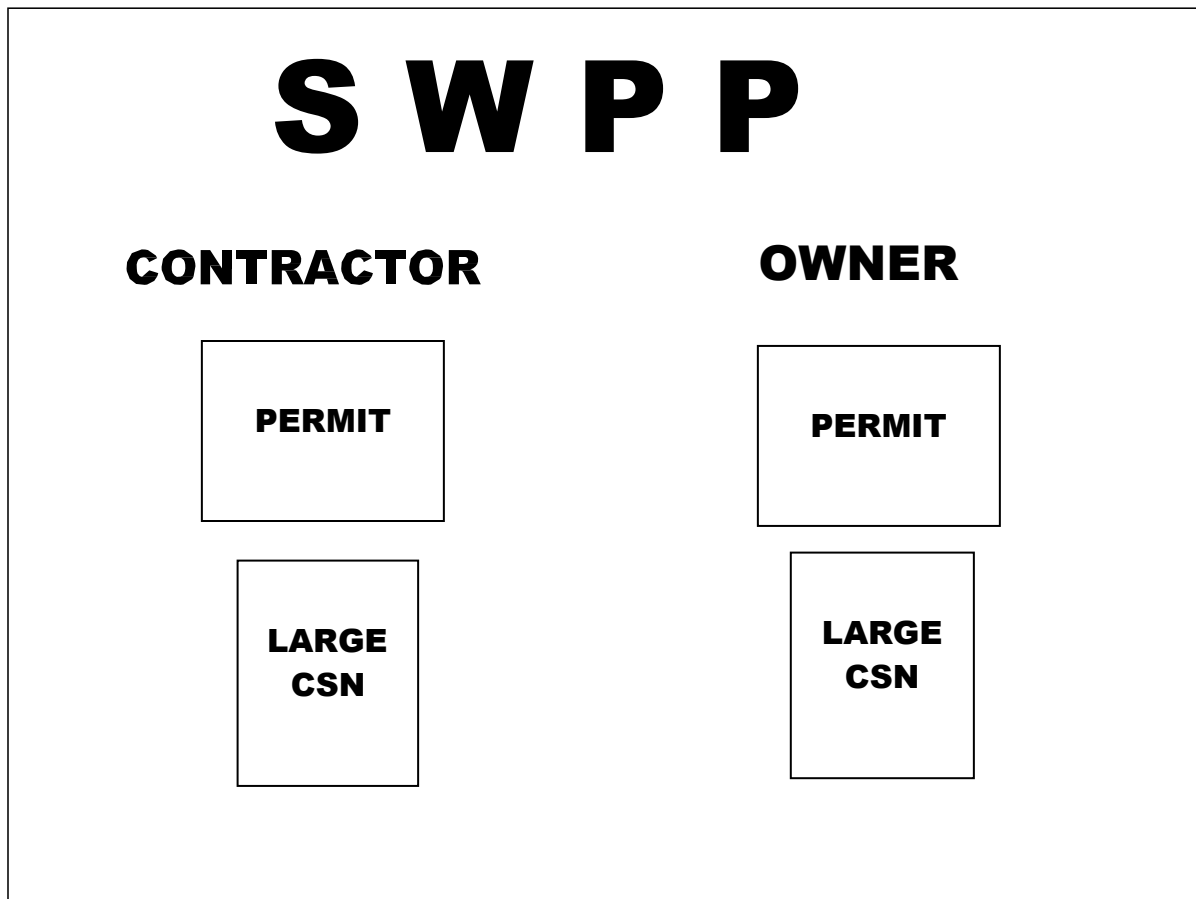 S W P P
CONTRACTOR
OWNER
PERMIT
PERMIT
LARGE
CSN
LARGE
CSN